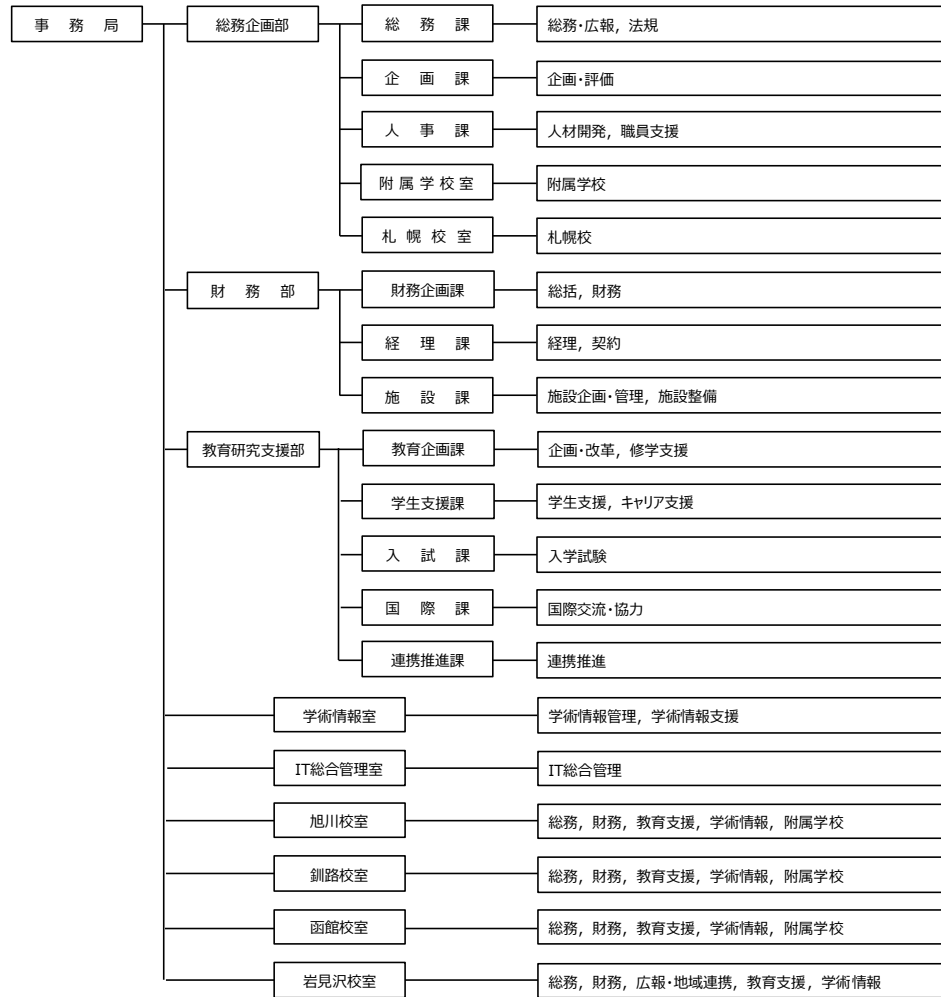 事務局
総務企画部
総務課
総務・広報，法規
企画課
企画・評価
人事課
人材開発，職員支援
附属学校室
附属学校
札幌校室
札幌校
財務部
財務企画課
総括，財務
経理課
経理，契約
施設課
施設企画・管理，施設整備
教育研究支援部
教育企画課
企画・改革，修学支援
学生支援課
学生支援，キャリア支援
入試課
入学試験
国際課
国際交流・協力
連携推進課
連携推進
学術情報室
学術情報管理，学術情報支援
IT総合管理室
IT総合管理
旭川校室
総務，財務，教育支援，学術情報，附属学校
釧路校室
総務，財務，教育支援，学術情報，附属学校
函館校室
総務，財務，教育支援，学術情報，附属学校
岩見沢校室
総務，財務，広報・地域連携，教育支援，学術情報